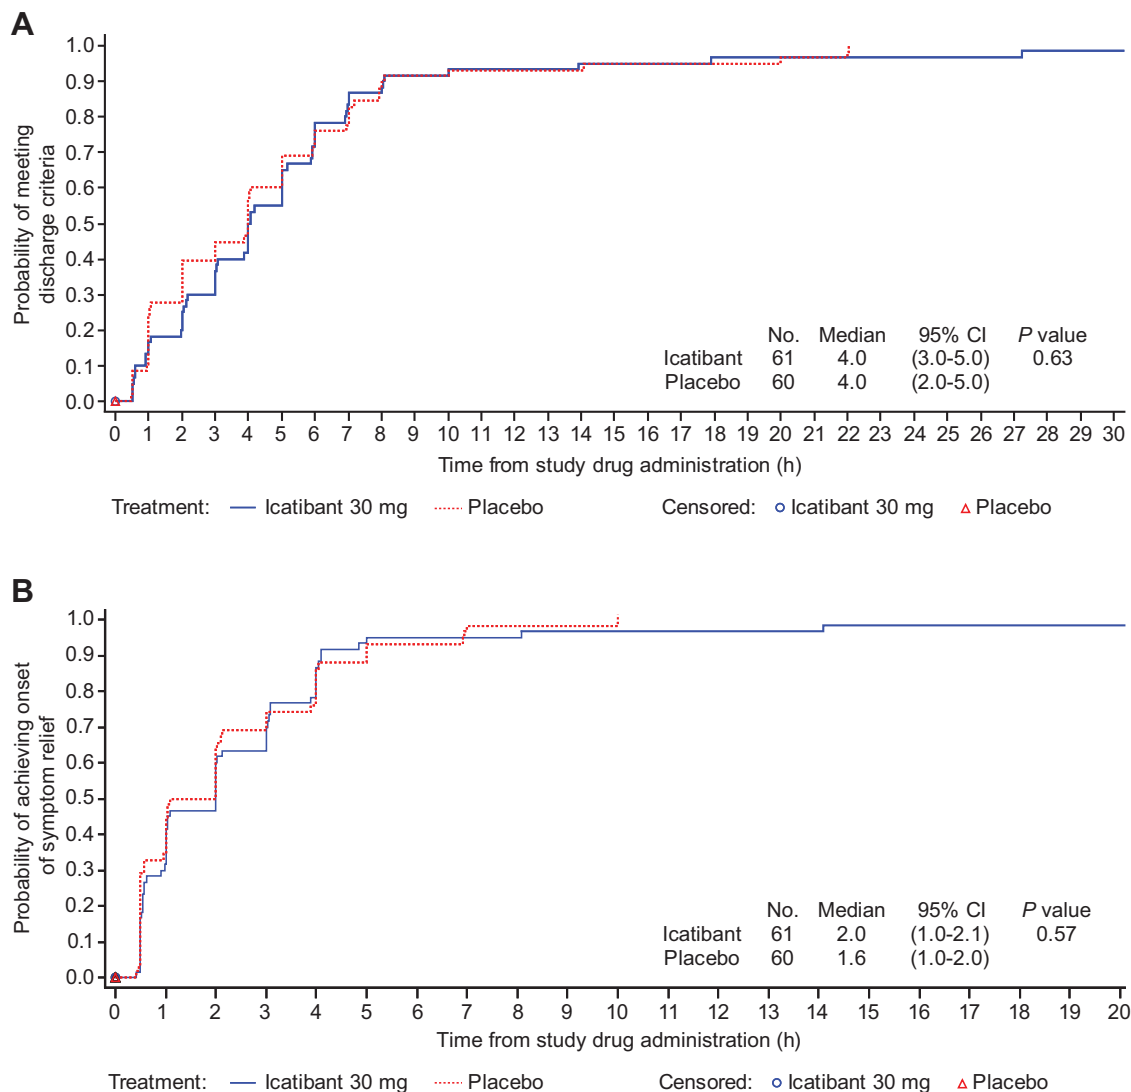 A
1.0
0.9
0.8
0.7
0.6
0.5
0.4
0.3
0.2
0.1
0.0
Probability of meeting
discharge criteria
No. Median 95% CI P value
Icatibant 61 4.0 (3.0-5.0) 0.63
Placebo 60 4.0 (2.0-5.0)
0 1 2 3 4 5 6 7 8 9 10 11 12 13 14 15 16 17 18 19 20 21 22 23 24 25 26 27 28 29 30
Time from study drug administration (h)
Treatment: Icatibant 30 mg Placebo Censored: Icatibant 30 mg Placebo
B
1.0
0.9
0.8
0.7
0.6
0.5
0.4
0.3
0.2
0.1
0.0
Probability of achieving onset
of symptom relief
No. Median 95% CI P value
Icatibant 61 2.0 (1.0-2.1) 0.57
Placebo 60 1.6 (1.0-2.0)
0 1 2 3 4 5 6 7 8 9 10 11 12 13 14 15 16 17 18 19 20
Time from study drug administration (h)
Treatment: Icatibant 30 mg Placebo Censored: Icatibant 30 mg Placebo